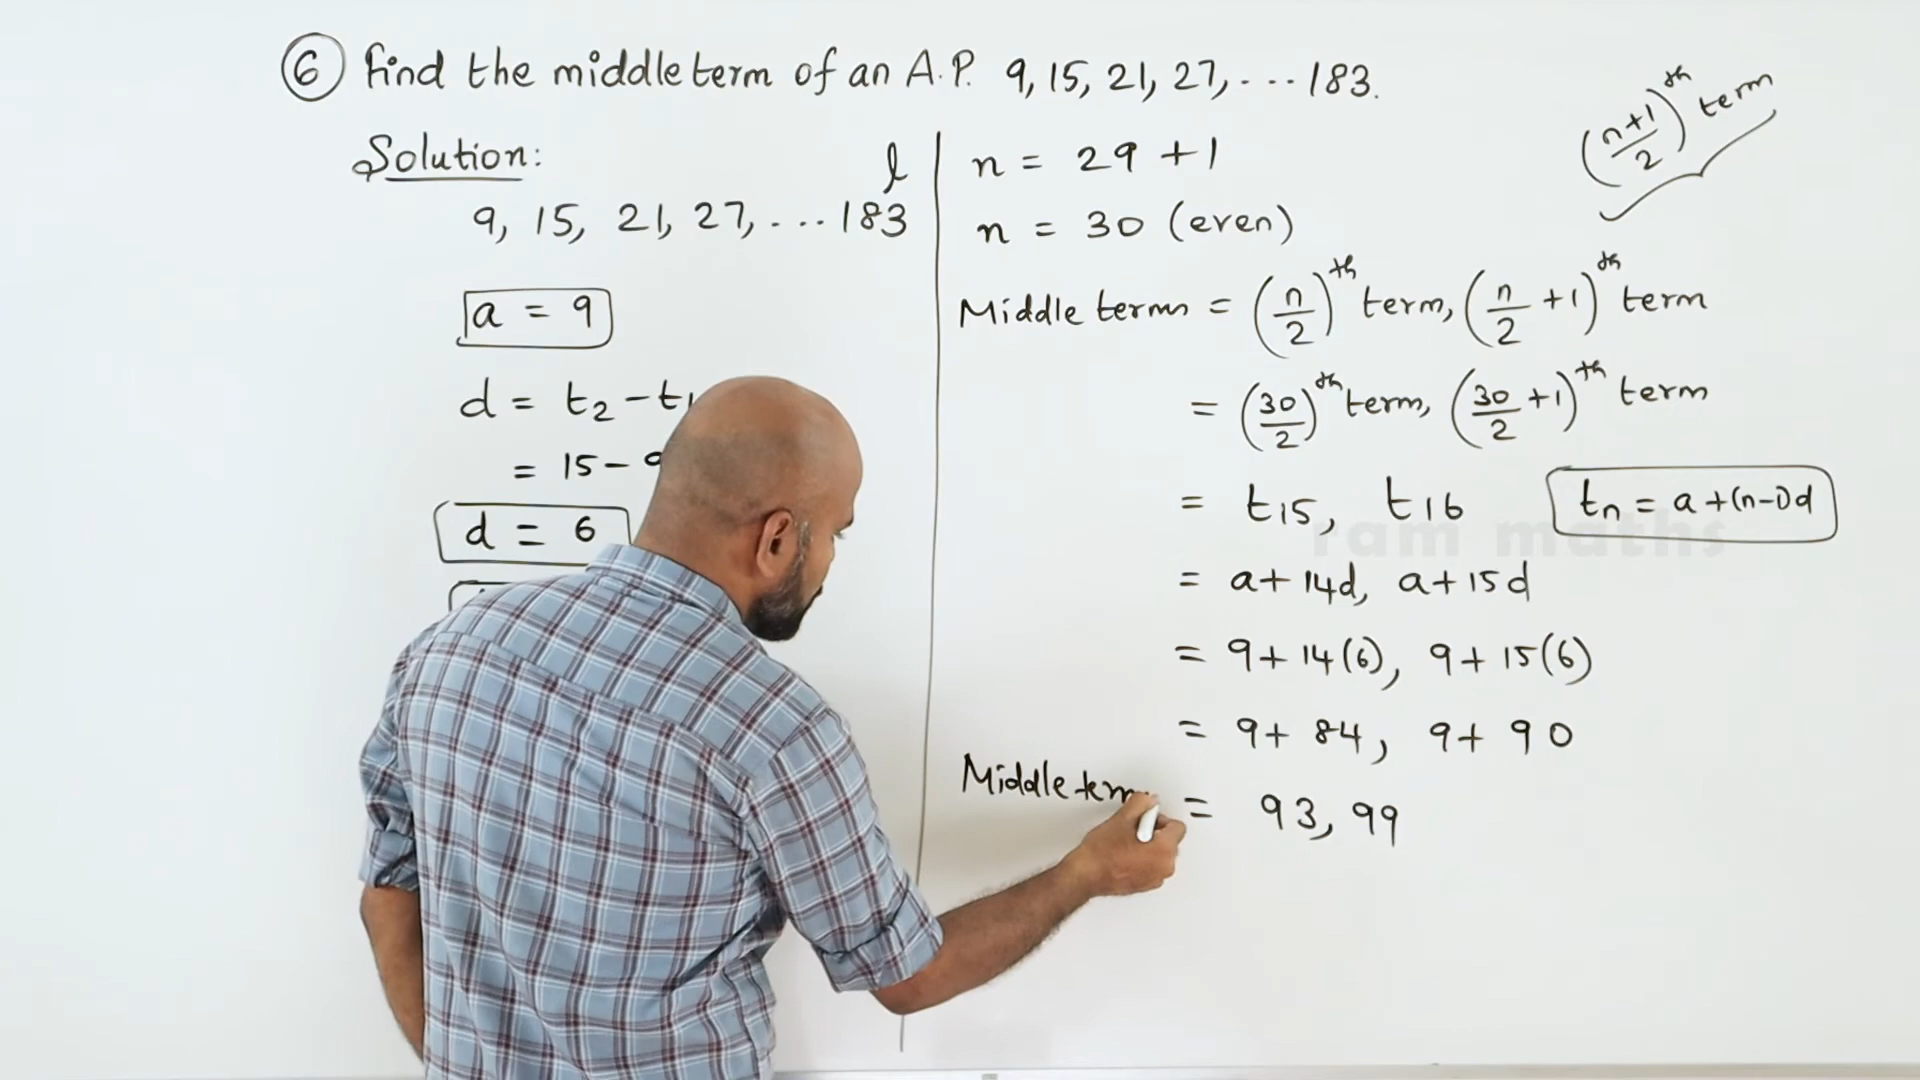 6 Find the middle term of an A.P. 9, 15, 21, 27, ... 183.
Solution:
l
9, 15, 21, 27, ... 183
a = 9
d = t2 - t1
= 15 -
d = 6
n = 29 + 1
n = 30 (even)
Middle terms = (n/2)th term, (n/2 + 1)th term
= (30/2)th term, (30/2 + 1)th term
= t15, t16
= a + 14d, a + 15d
= 9 + 14(6), 9 + 15(6)
= 9 + 84, 9 + 90
Middle term = 93, 99
((n+1)/2)th term
tn = a + (n-1)d
ram maths